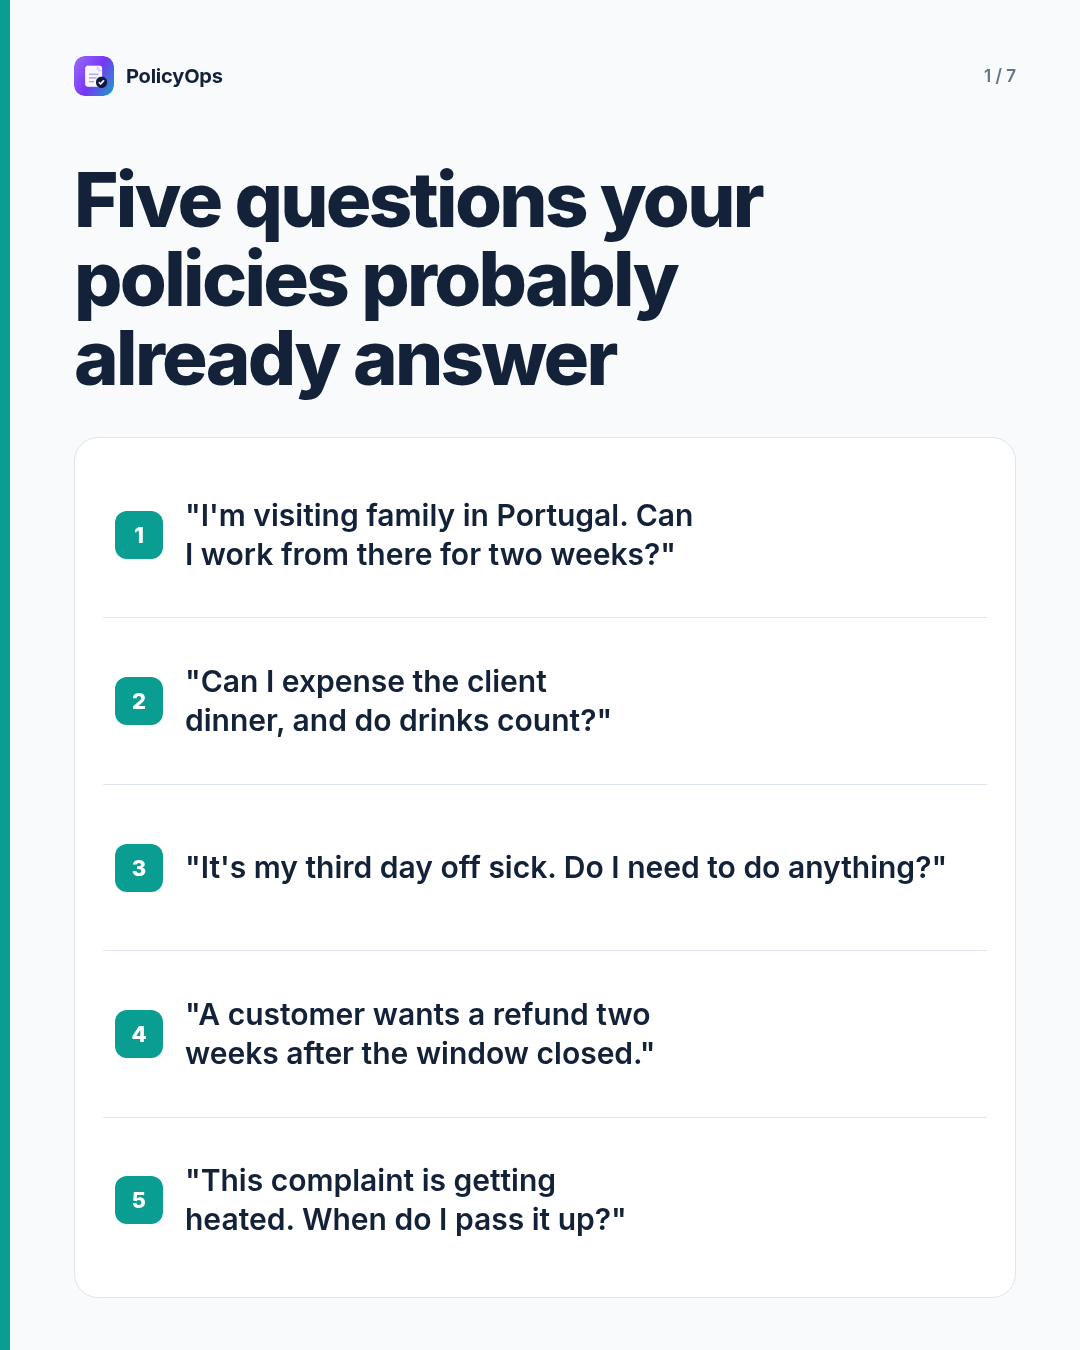 PolicyOps
1 / 7
Five questions your
policies probably
already answer
1
"I'm visiting family in Portugal. Can
I work from there for two weeks?"
2
"Can I expense the client
dinner, and do drinks count?"
3
"It's my third day off sick. Do I need to do anything?"
4
"A customer wants a refund two
weeks after the window closed."
5
"This complaint is getting
heated. When do I pass it up?"